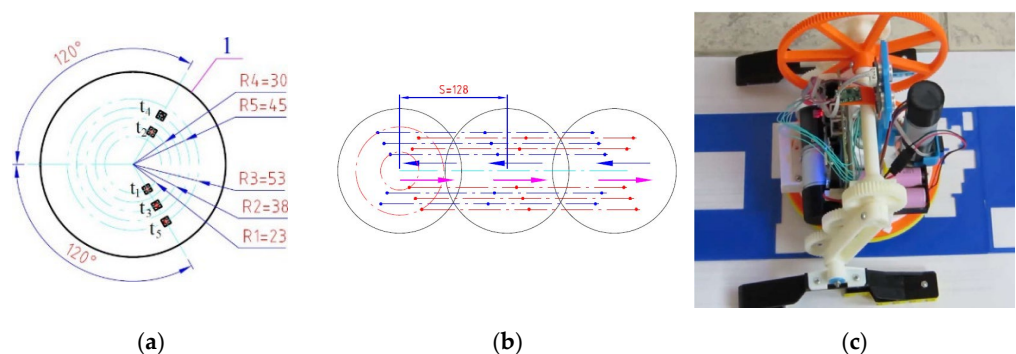 120°
1
R4=30
R5=45
t4
t2
R3=53
R2=38
R1=23
t1
t3
t5
120°
S=128
(a)
(b)
(c)